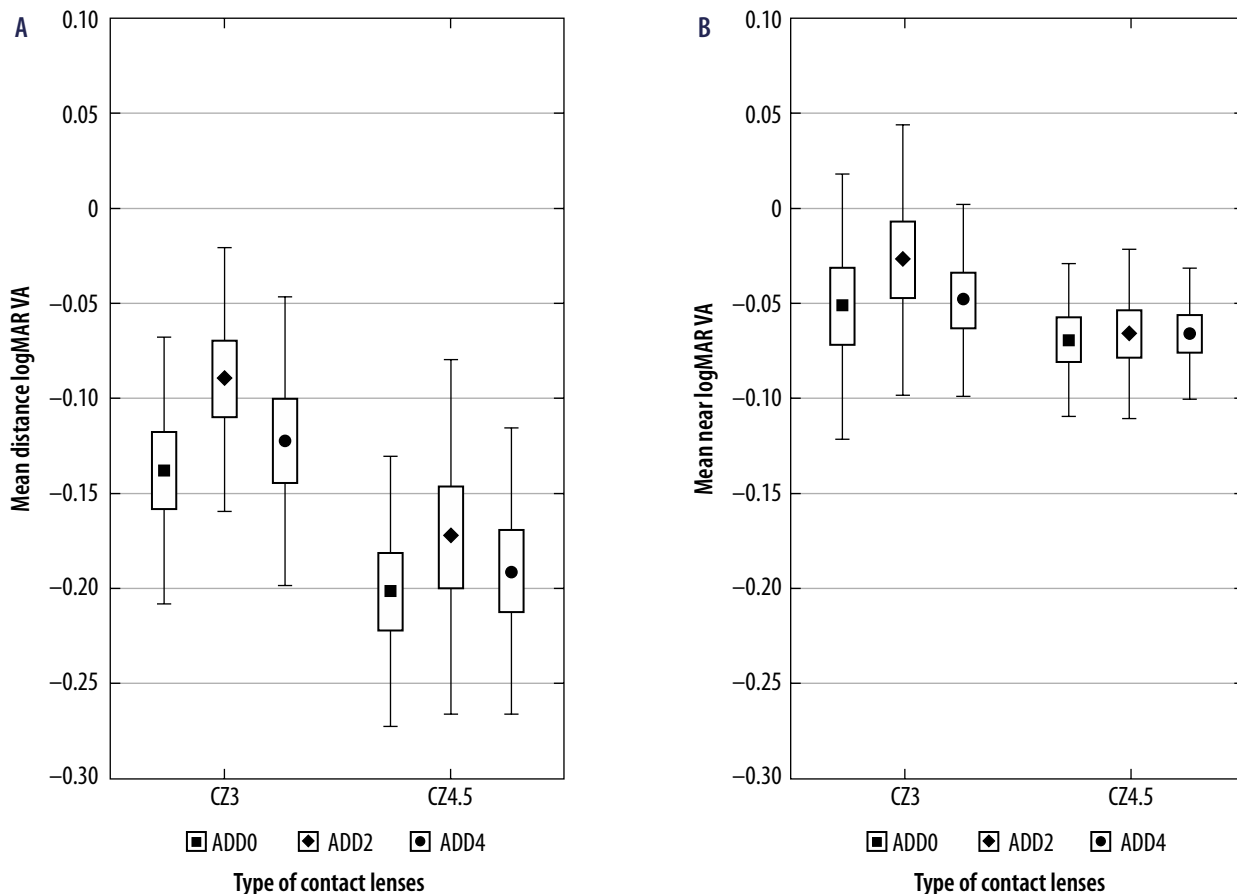 A
Mean distance logMAR VA
0.10
0.05
0
−0.05
−0.10
−0.15
−0.20
−0.25
−0.30
CZ3 CZ4.5
ADD0 ADD2 ADD4
Type of contact lenses
B
Mean near logMAR VA
0.10
0.05
0
−0.05
−0.10
−0.15
−0.20
−0.25
−0.30
CZ3 CZ4.5
ADD0 ADD2 ADD4
Type of contact lenses